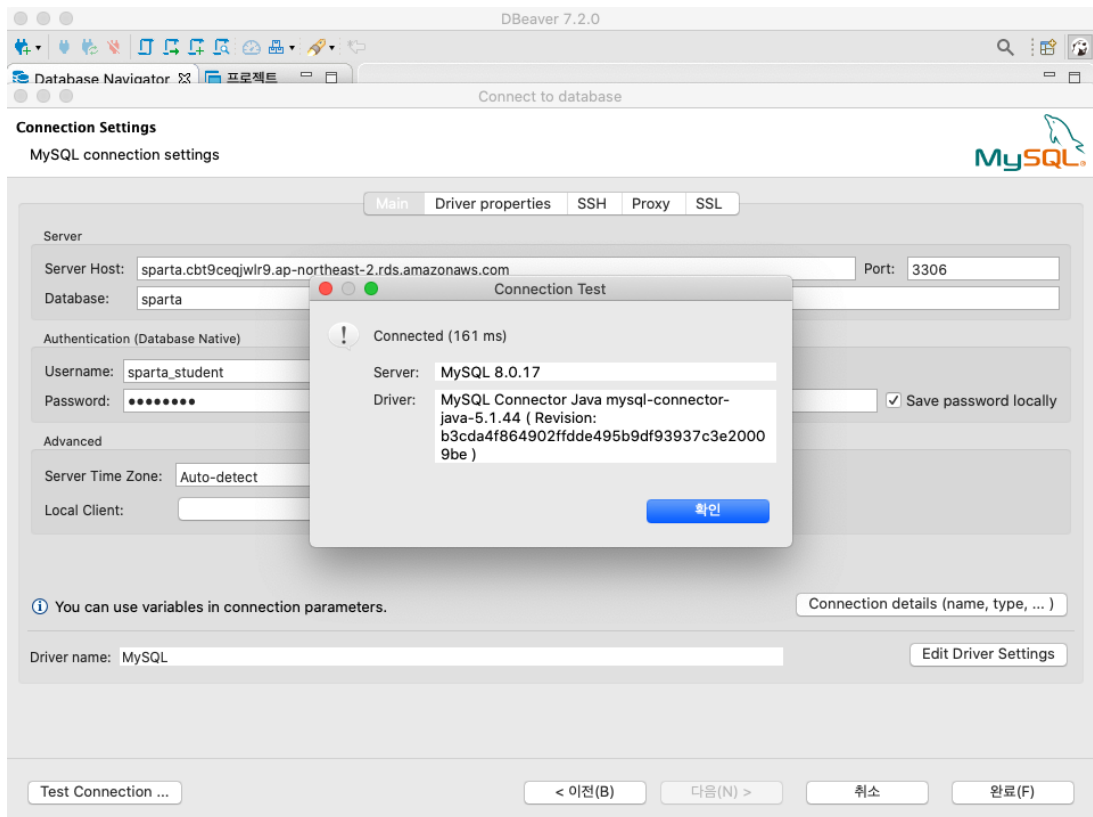 DBeaver 7.2.0
Database Navigator 프로젝트
Connect to database
Connection Settings
MySQL connection settings
MySQL
Main Driver properties SSH Proxy SSL
Server
Server Host: sparta.cbt9ceqjwlr9.ap-northeast-2.rds.amazonaws.com Port: 3306
Database: sparta
Connection Test
Connected (161 ms)
Server: MySQL 8.0.17
Driver: MySQL Connector Java mysql-connector-
java-5.1.44 ( Revision:
b3cda4f864902ffdde495b9df93937c3e2000
9be )
확인
Authentication (Database Native)
Username: sparta_student
Password: ●●●●●●●● Save password locally
Advanced
Server Time Zone: Auto-detect
Local Client:
You can use variables in connection parameters.
Connection details (name, type, ... )
Driver name: MySQL
Edit Driver Settings
Test Connection ... < 이전(B) 다음(N) > 취소 완료(F)